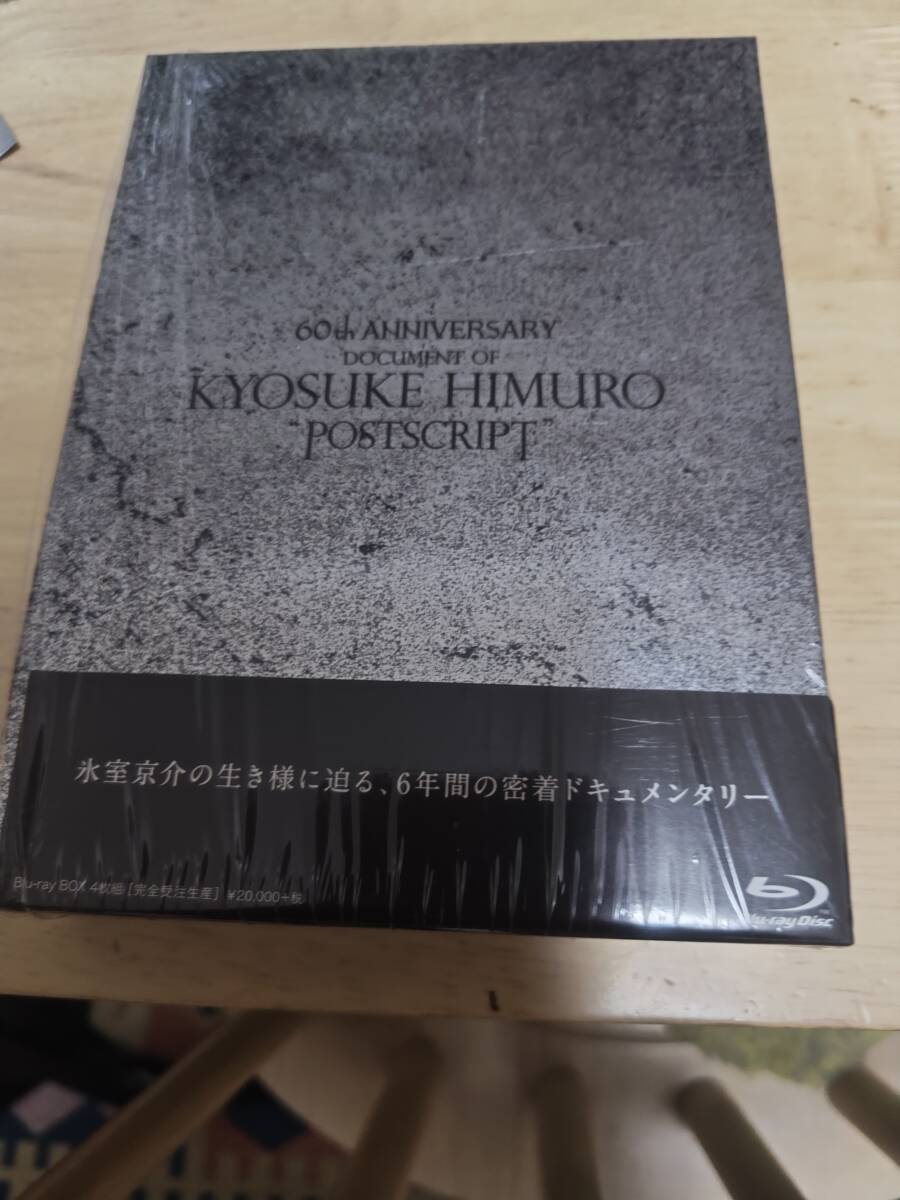 60th ANNIVERSARY
DOCUMENT OF
KYOSUKE HIMURO
"POSTSCRIPT"
氷室京介の生き様に迫る、6年間の密着ドキュメンタリー
Blu-ray BOX 4枚組 [完全受注生産] ¥20,000+税
Blu-ray Disc